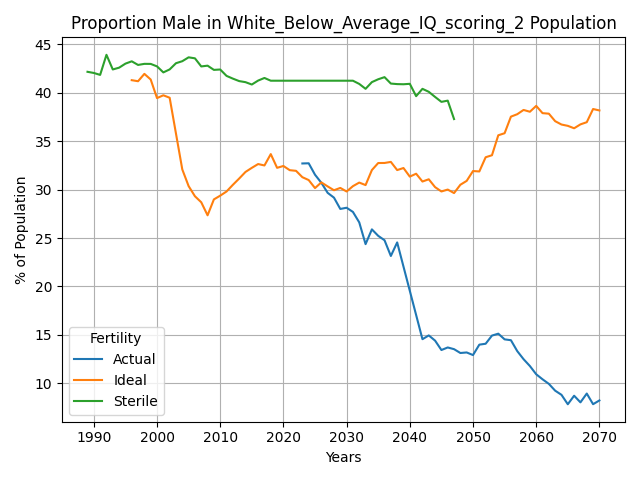 Proportion Male in White_Below_Average_IQ_scoring_2 Population
% of Population
45
40
35
30
25
20
15
10
Fertility
Actual
Ideal
Sterile
1990 2000 2010 2020 2030 2040 2050 2060 2070
Years